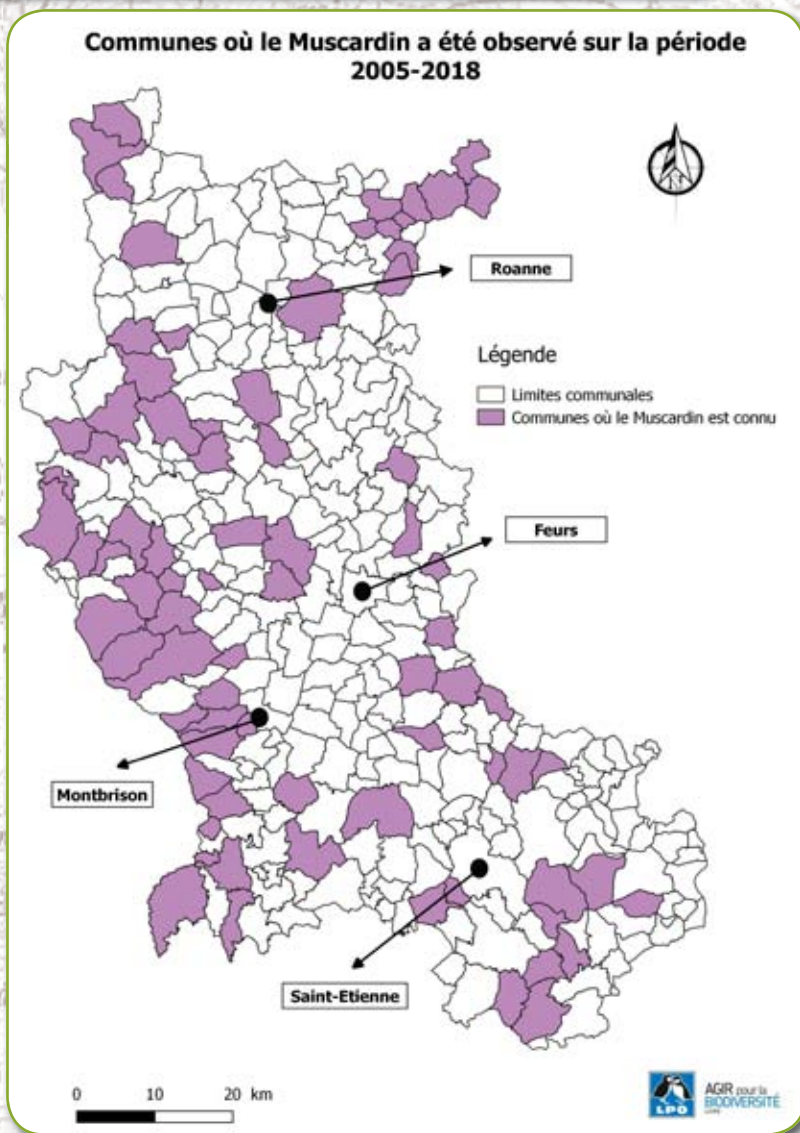 Communes où le Muscardin a été observé sur la période
2005-2018
Roanne
Légende
Limites communales
Communes où le Muscardin est connu
Feurs
Montbrison
Saint-Etienne
0 10 20 km
LPO
AGIR pour la
BIODIVERSITÉ
LOIRE